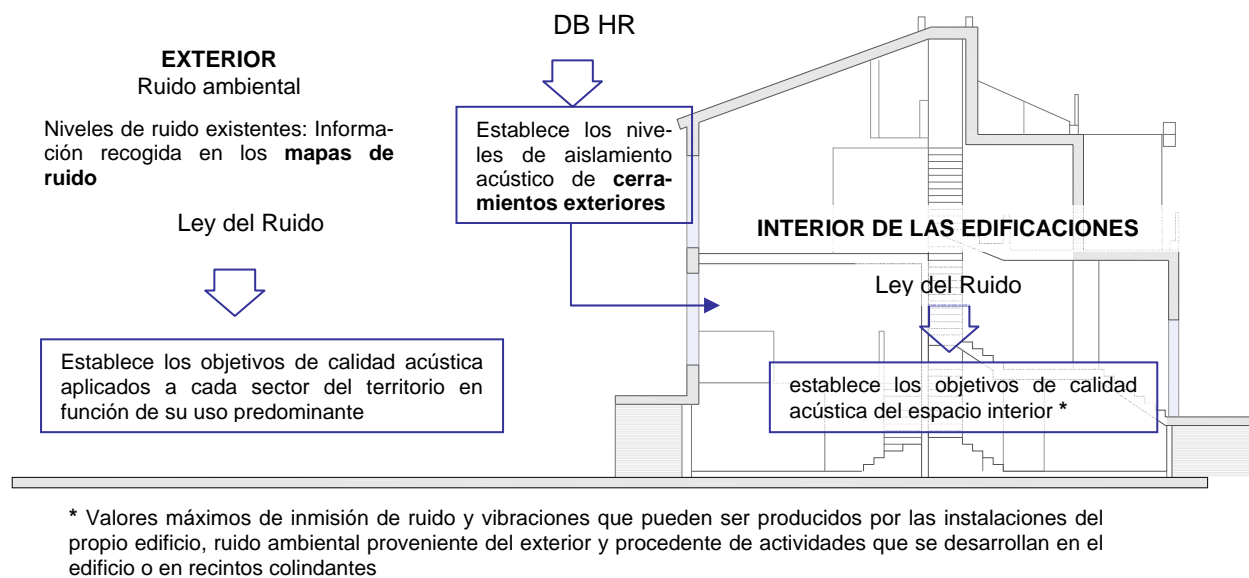 EXTERIOR
Ruido ambiental
Niveles de ruido existentes: Informa-
ción recogida en los mapas de
ruido
Ley del Ruido
Establece los objetivos de calidad acústica
aplicados a cada sector del territorio en
función de su uso predominante
DB HR
Establece los nive-
les de aislamiento
acústico de cerra-
mientos exteriores
INTERIOR DE LAS EDIFICACIONES
Ley del Ruido
establece los objetivos de calidad
acústica del espacio interior *
* Valores máximos de inmisión de ruido y vibraciones que pueden ser producidos por las instalaciones del
propio edificio, ruido ambiental proveniente del exterior y procedente de actividades que se desarrollan en el
edificio o en recintos colindantes